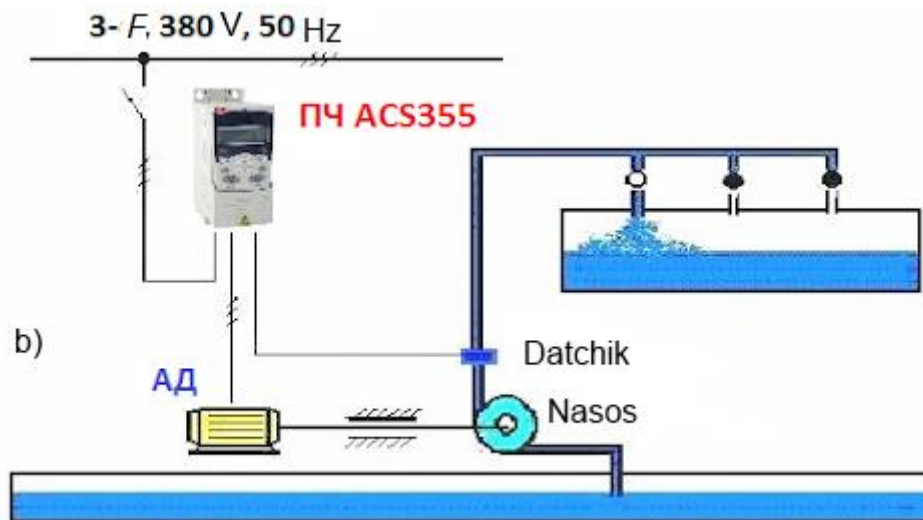 3- F, 380 V, 50 Hz
ПЧ ACS355
b)
Datchik
АД
Nasos